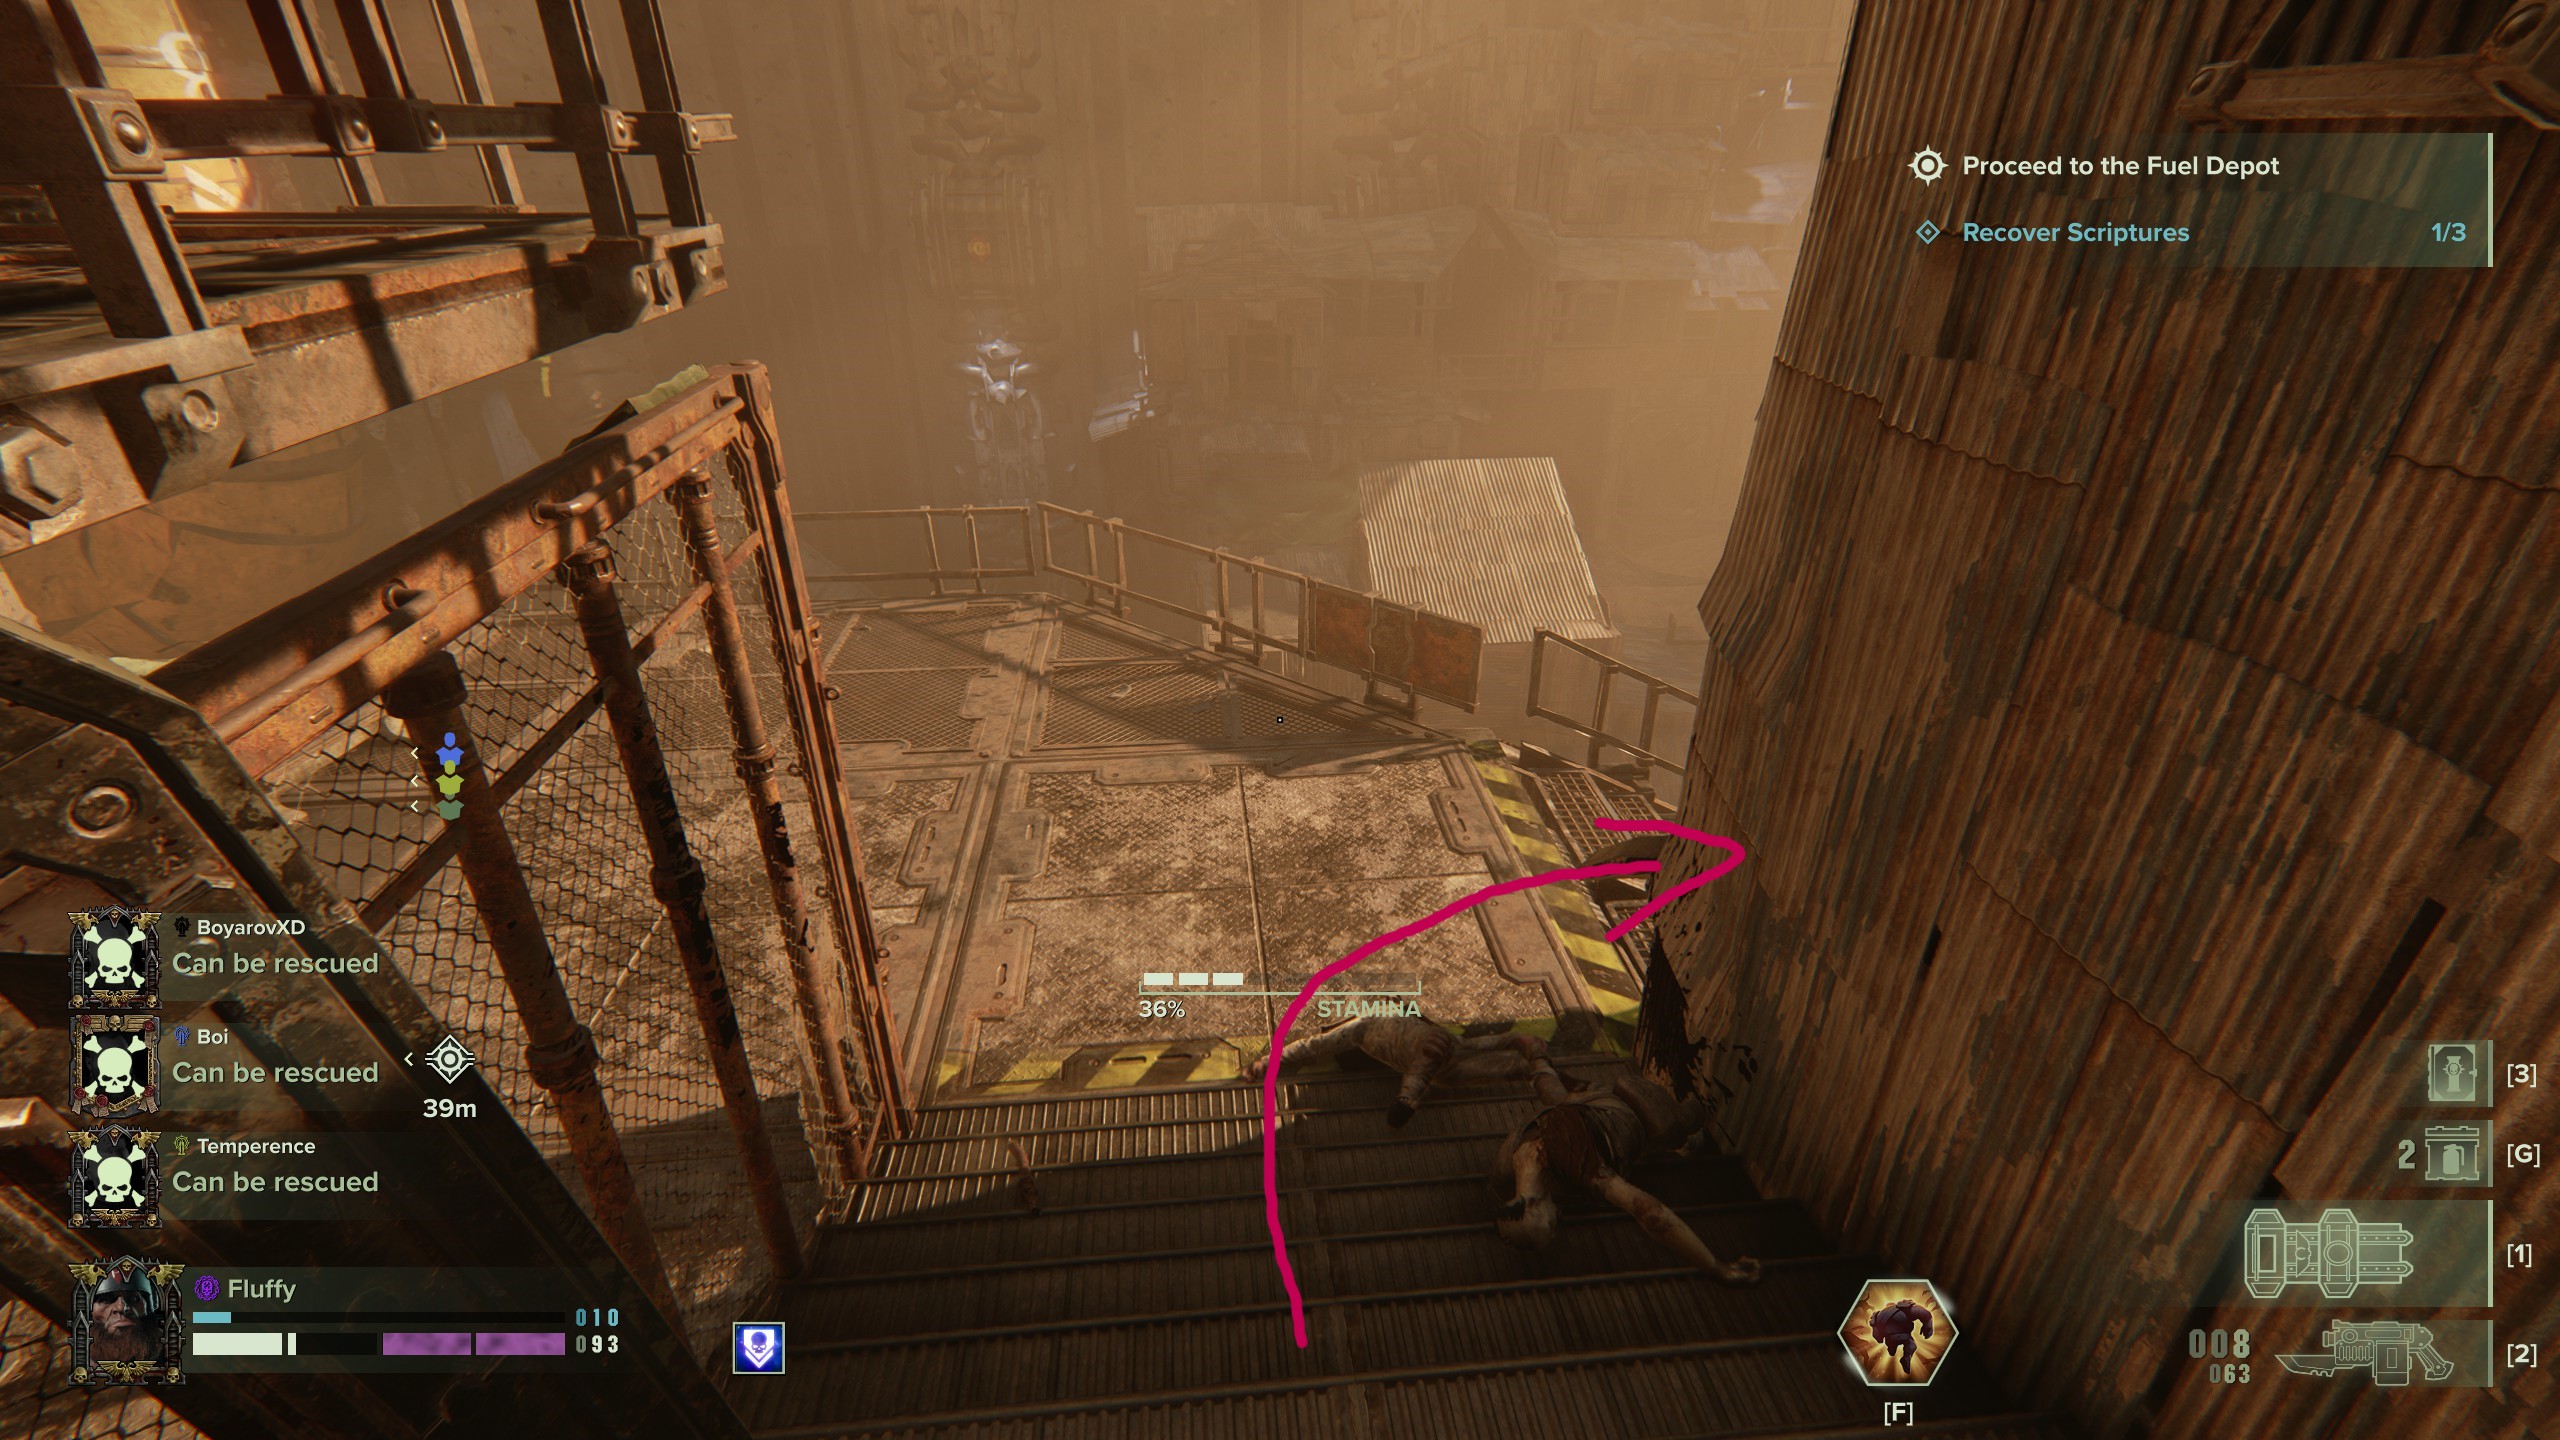 Proceed to the Fuel Depot
Recover Scriptures 1/3
BoyarovXD
Can be rescued
Boi
Can be rescued
39m
Temperence
Can be rescued
Fluffy
010
093
36% STAMINA
[F]
[3]
2 [G]
[1]
008
063
[2]